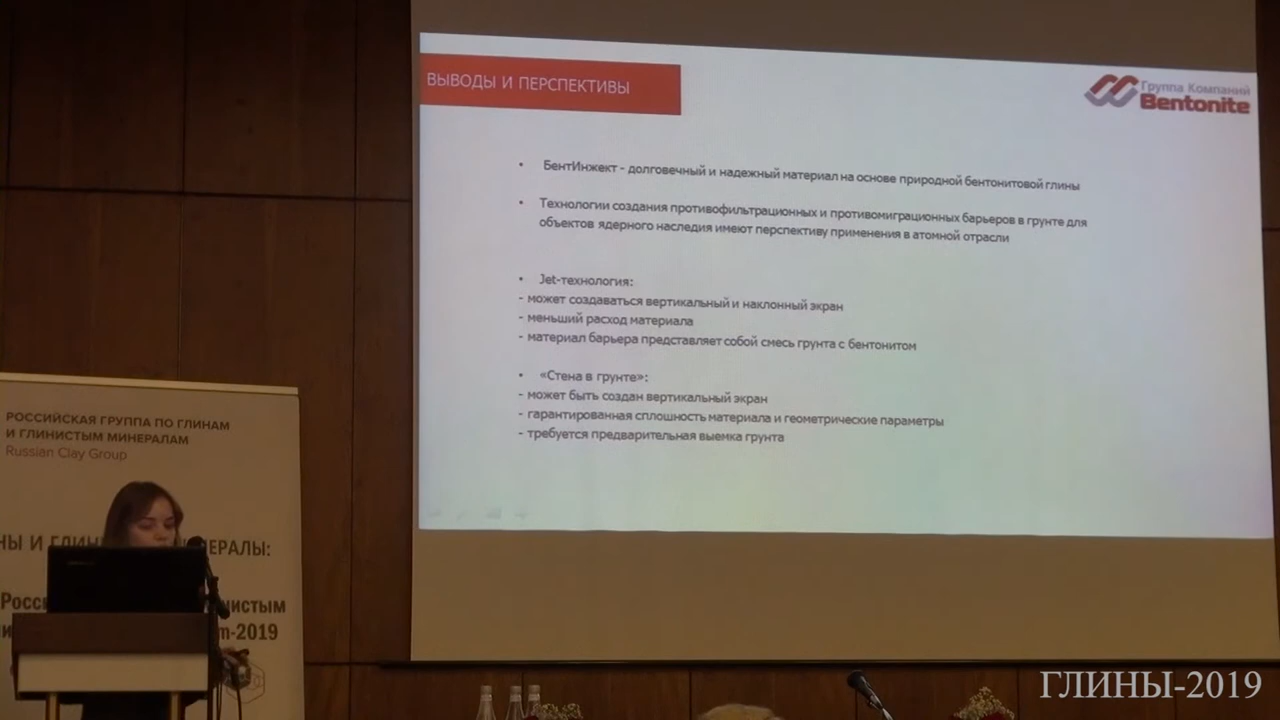 ВЫВОДЫ И ПЕРСПЕКТИВЫ
Группа Компаний
Bentonite
• БентИнжект - долговечный и надежный материал на основе природной бентонитовой глины
• Технологии создания противофильтрационных и противомиграционных барьеров в грунте для
объектов ядерного наследия имеют перспективу применения в атомной отрасли
• Jet-технология:
- может создаваться вертикальный и наклонный экран
- меньший расход материала
- материал барьера представляет собой смесь грунта с бентонитом
• «Стена в грунте»:
- может быть создан вертикальный экран
- гарантированная сплошность материала и геометрические параметры
- требуется предварительная выемка грунта
РОССИЙСКАЯ ГРУППА ПО ГЛИНАМ
И ГЛИНИСТЫМ МИНЕРАЛАМ
Russian Clay Group
ГЛИНЫ-2019